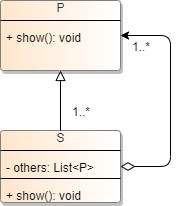 P
+ show(): void
1..*
1..*
S
- others: List<P>
+ show(): void